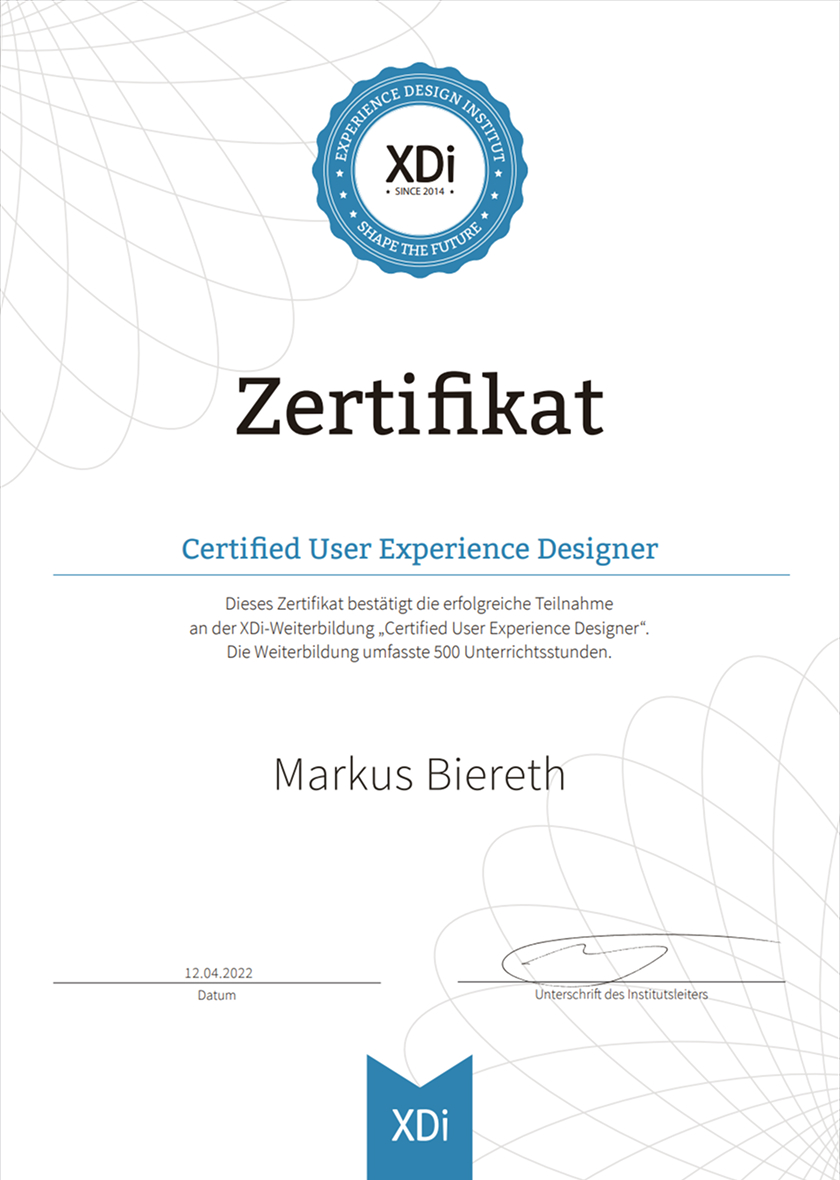 EXPERIENCE DESIGN INSTITUT
XDi
• SINCE 2014 •
SHAPE THE FUTURE
Zertifikat
Certified User Experience Designer
Dieses Zertifikat bestätigt die erfolgreiche Teilnahme
an der XDi-Weiterbildung „Certified User Experience Designer“.
Die Weiterbildung umfasste 500 Unterrichtsstunden.
Markus Biereth
12.04.2022
Datum
Unterschrift des Institutsleiters
XDi